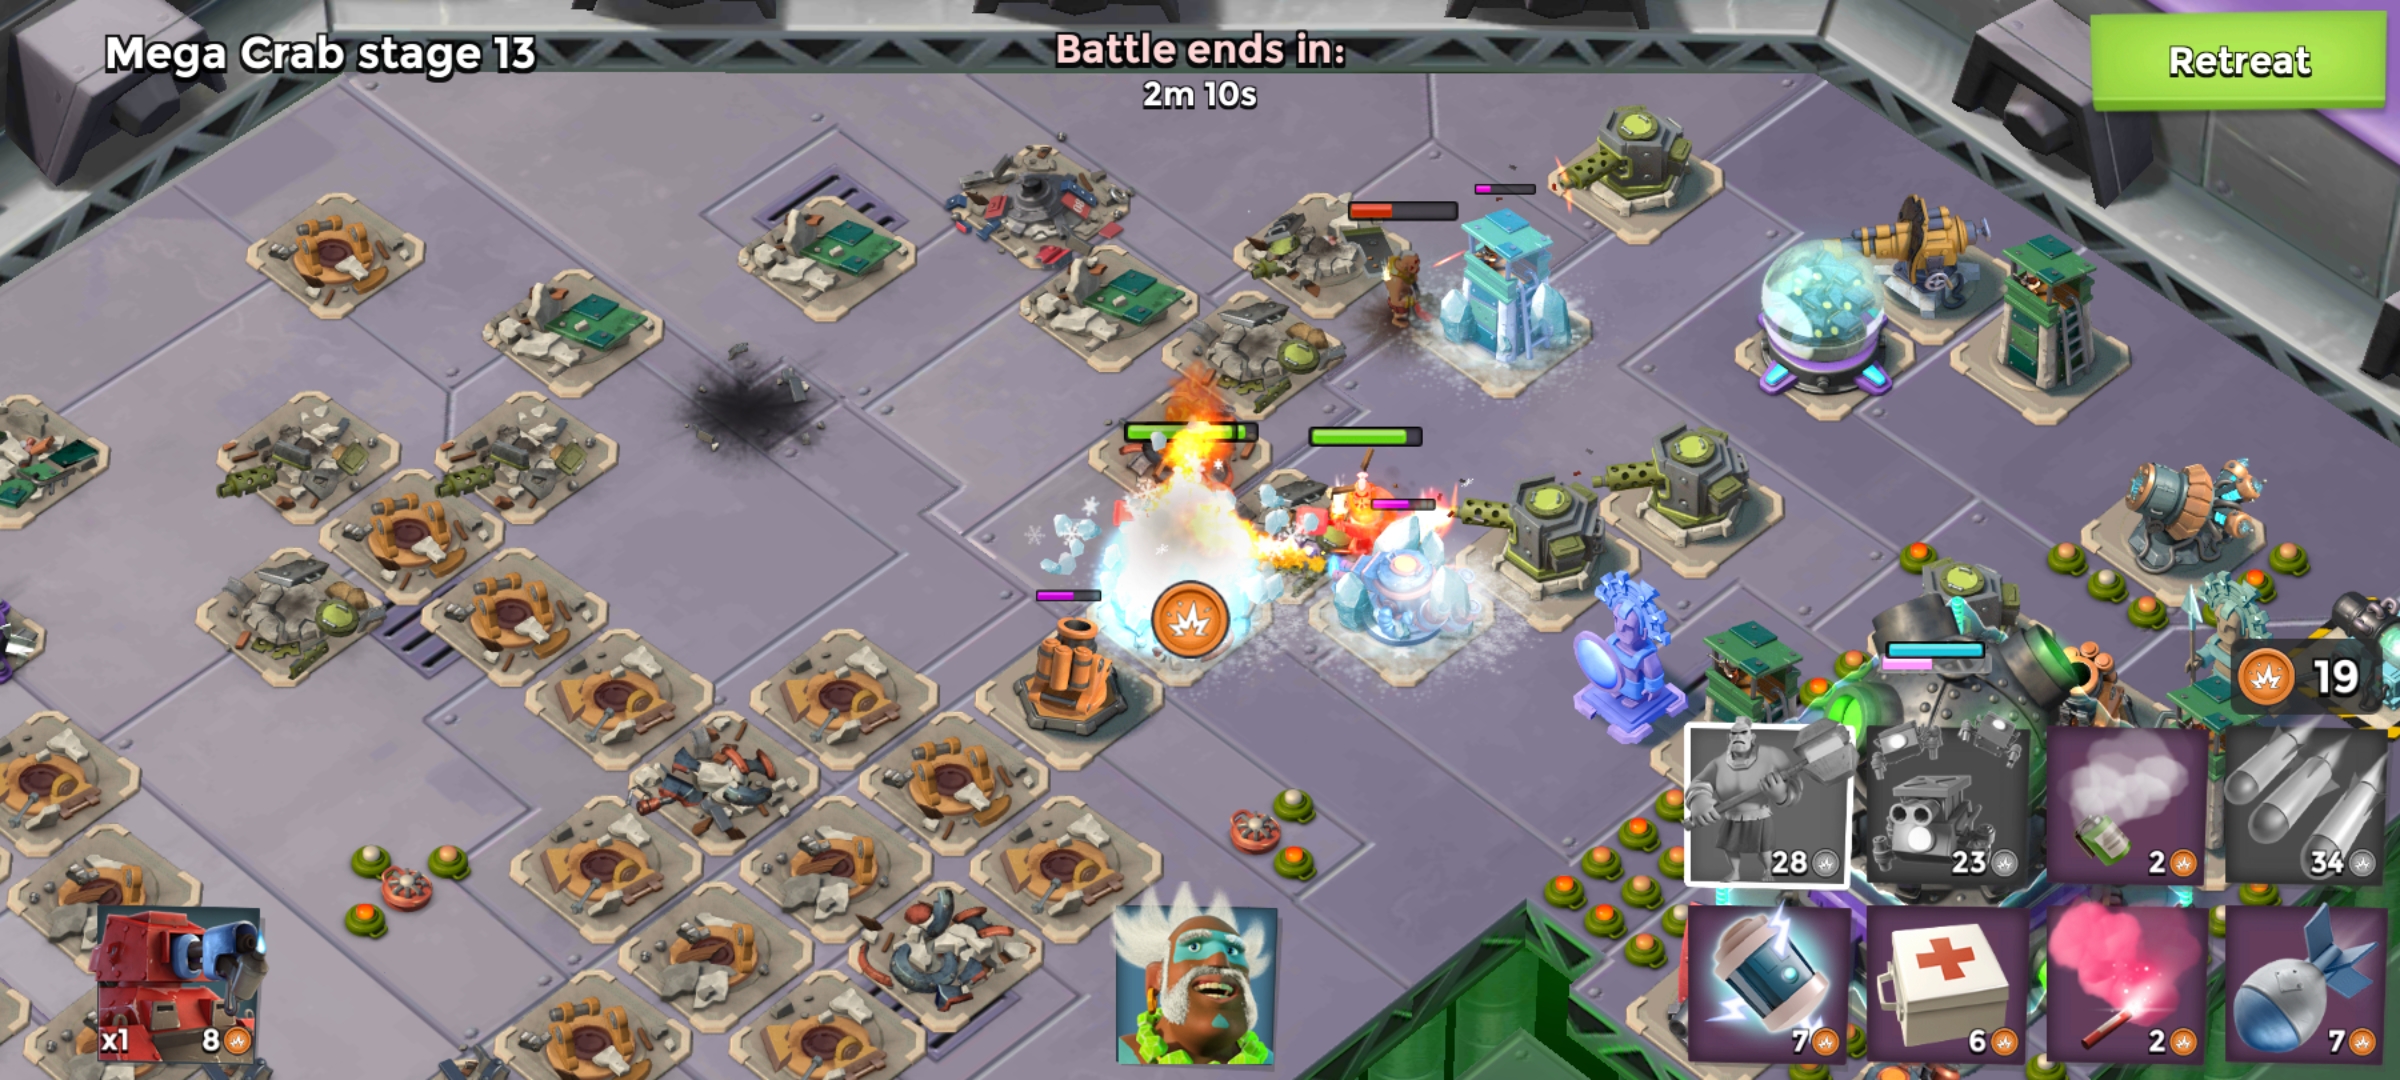 Mega Crab stage 13
Battle ends in:
2m 10s
Retreat
19
28
23
2
34
x1
8
7
6
2
7